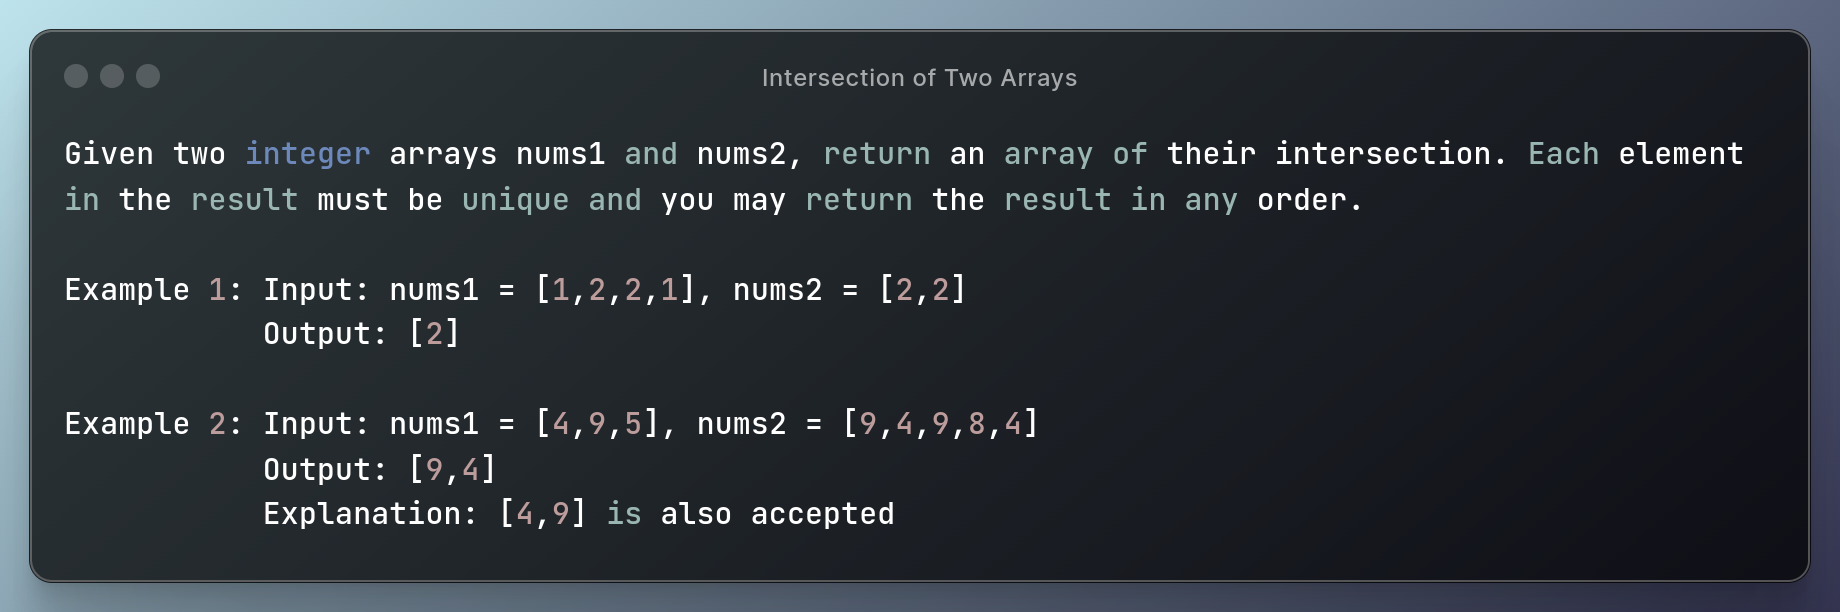 Intersection of Two Arrays
Given two integer arrays nums1 and nums2, return an array of their intersection. Each element
in the result must be unique and you may return the result in any order.
Example 1: Input: nums1 = [1,2,2,1], nums2 = [2,2]
Output: [2]
Example 2: Input: nums1 = [4,9,5], nums2 = [9,4,9,8,4]
Output: [9,4]
Explanation: [4,9] is also accepted